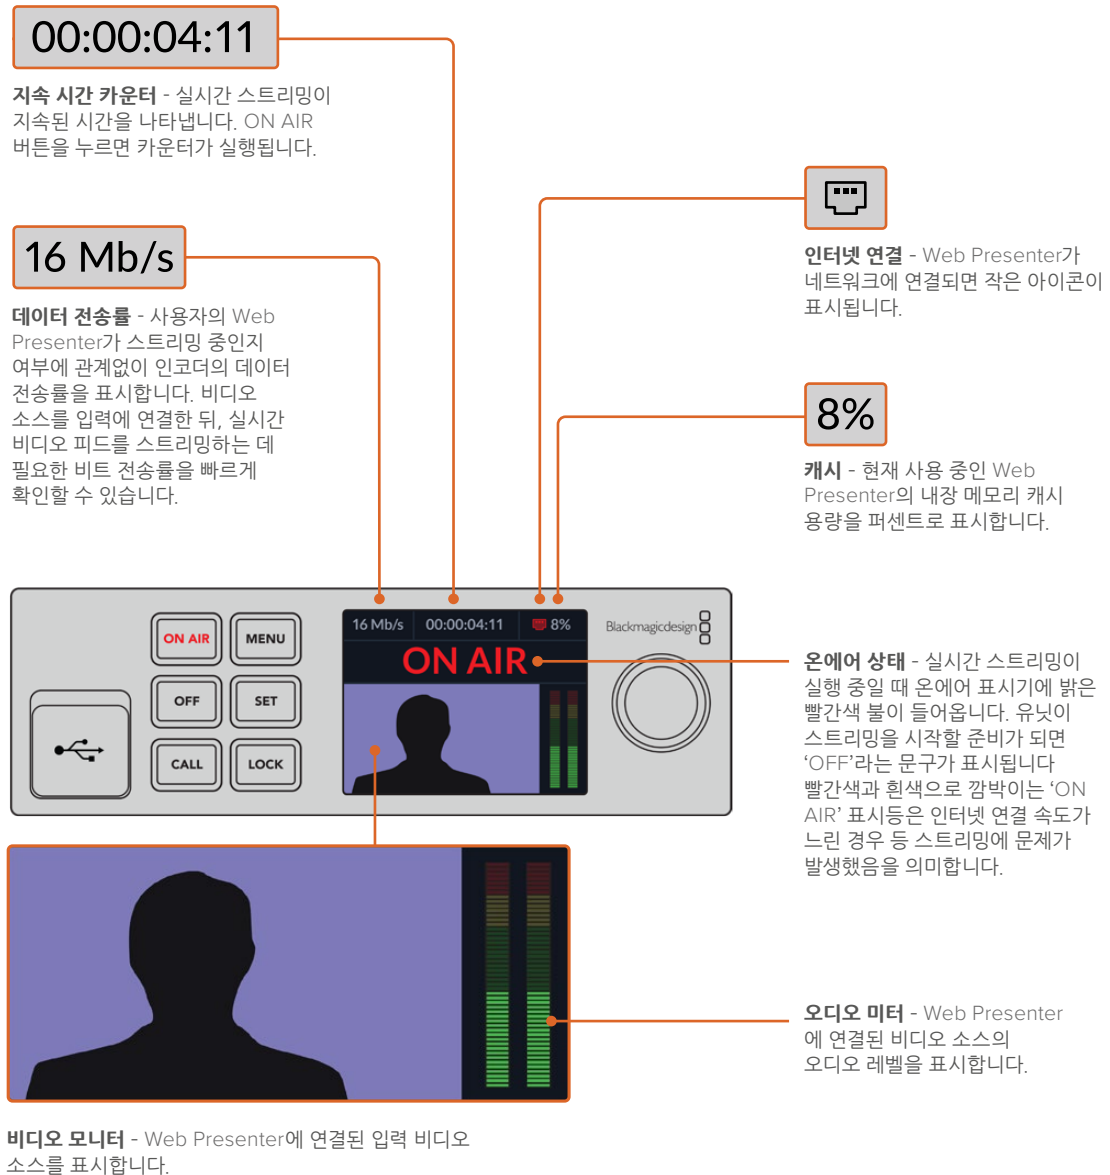 00:00:04:11
지속 시간 카운터 - 실시간 스트리밍이
지속된 시간을 나타냅니다. ON AIR
버튼을 누르면 카운터가 실행됩니다.
16 Mb/s
데이터 전송률 - 사용자의 Web
Presenter가 스트리밍 중인지
여부에 관계없이 인코더의 데이터
전송률을 표시합니다. 비디오
소스를 입력에 연결한 뒤, 실시간
비디오 피드를 스트리밍하는 데
필요한 비트 전송률을 빠르게
확인할 수 있습니다.
인터넷 연결 - Web Presenter가
네트워크에 연결되면 작은 아이콘이
표시됩니다.
8%
캐시 - 현재 사용 중인 Web
Presenter의 내장 메모리 캐시
용량을 퍼센트로 표시합니다.
ON AIR MENU
OFF SET
CALL LOCK
16 Mb/s 00:00:04:11 8%
ON AIR
Blackmagicdesign
온에어 상태 - 실시간 스트리밍이
실행 중일 때 온에어 표시기에 밝은
빨간색 불이 들어옵니다. 유닛이
스트리밍을 시작할 준비가 되면
‘OFF’라는 문구가 표시됩니다
빨간색과 흰색으로 깜박이는 ‘ON
AIR’ 표시등은 인터넷 연결 속도가
느린 경우 등 스트리밍에 문제가
발생했음을 의미합니다.
오디오 미터 - Web Presenter
에 연결된 비디오 소스의
오디오 레벨을 표시합니다.
비디오 모니터 - Web Presenter에 연결된 입력 비디오
소스를 표시합니다.